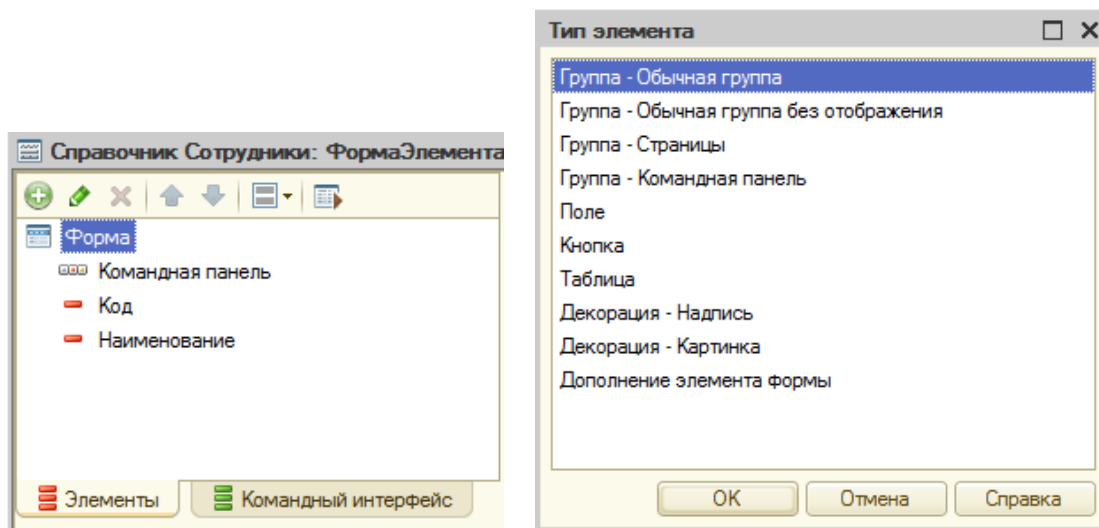 Справочник Сотрудники: ФормаЭлемента
Форма
Командная панель
Код
Наименование
Элементы
Командный интерфейс
Тип элемента
Группа - Обычная группа
Группа - Обычная группа без отображения
Группа - Страницы
Группа - Командная панель
Поле
Кнопка
Таблица
Декорация - Надпись
Декорация - Картинка
Дополнение элемента формы
ОК Отмена Справка